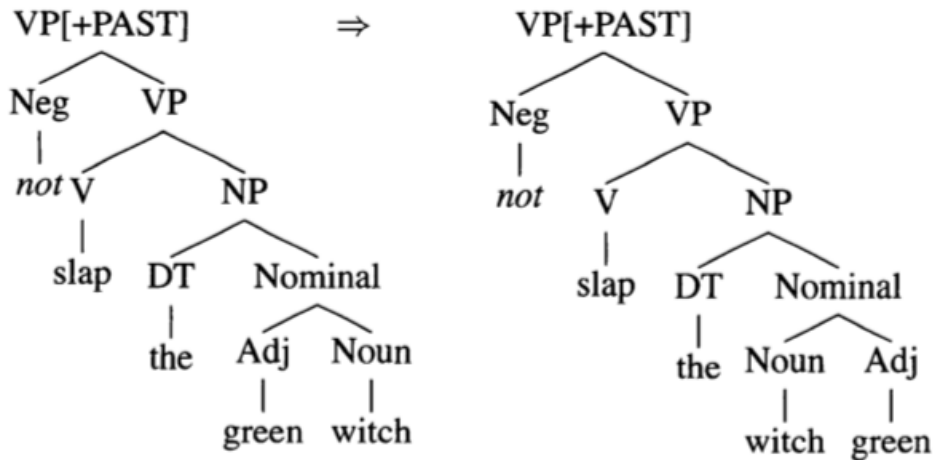 VP[+PAST] ⇒ VP[+PAST]
Neg VP Neg VP
not V NP not V NP
slap DT Nominal slap DT Nominal
the Adj Noun the Noun Adj
green witch witch green